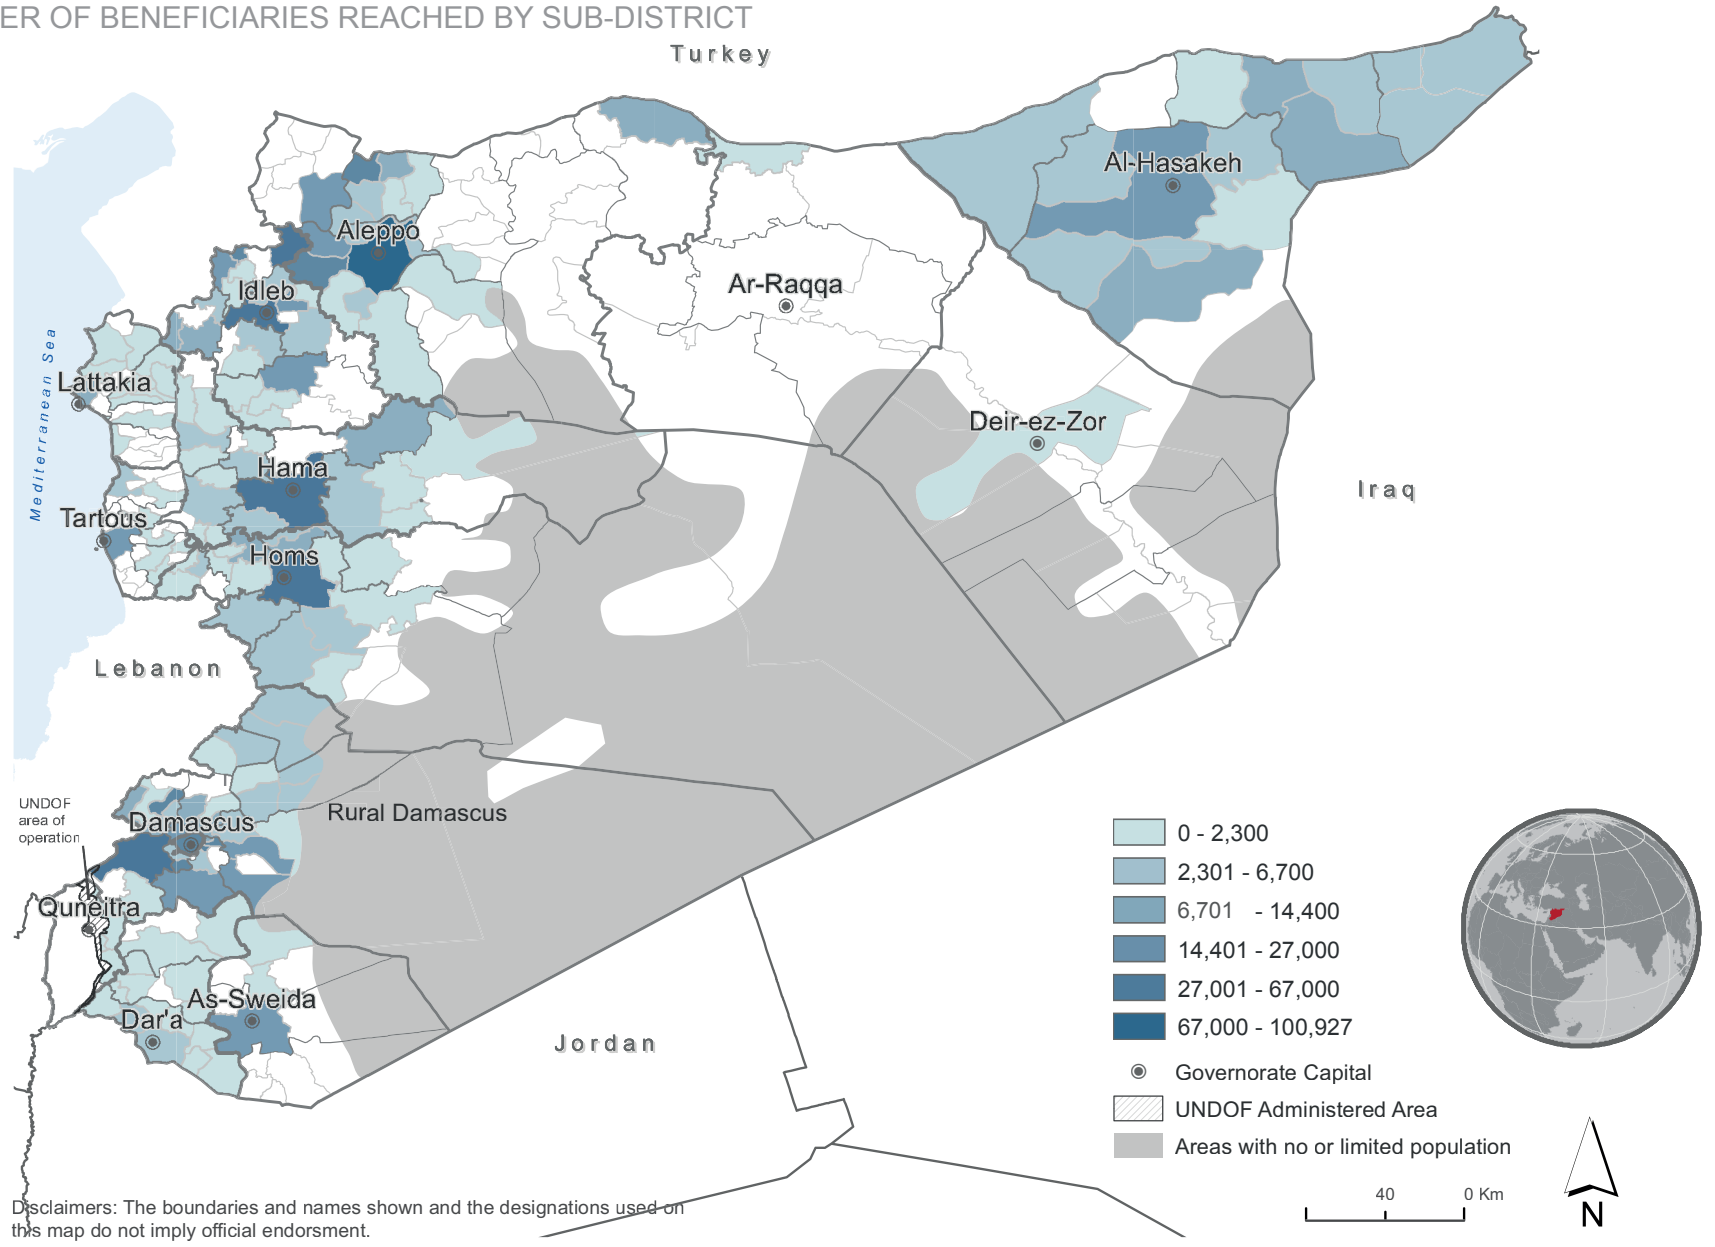 ER OF BENEFICIARIES REACHED BY SUB-DISTRICT
Turkey
Al-Hasakeh
Aleppo
Idleb
Ar-Raqqa
Mediterranean Sea
Lattakia
Deir-ez-Zor
Hama
Iraq
Tartous
Homs
Lebanon
UNDOF
area of
operation
Rural Damascus
Damascus
Quneitra
As-Sweida
Dar'a
Jordan
0 - 2,300
2,301 - 6,700
6,701 - 14,400
14,401 - 27,000
27,001 - 67,000
67,000 - 100,927
Governorate Capital
UNDOF Administered Area
Areas with no or limited population
40 0 Km
N
Disclaimers: The boundaries and names shown and the designations used on
this map do not imply official endorsment.